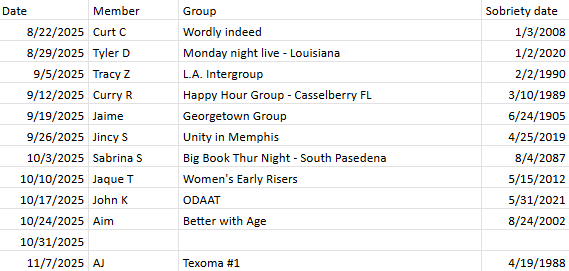 Date Member Group Sobriety date
8/22/2025 Curt C Wordly indeed 1/3/2008
8/29/2025 Tyler D Monday night live - Louisiana 1/2/2020
9/5/2025 Tracy Z L.A. Intergroup 2/2/1990
9/12/2025 Curry R Happy Hour Group - Casselberry FL 3/10/1989
9/19/2025 Jaime Georgetown Group 6/24/1905
9/26/2025 Jincy S Unity in Memphis 4/25/2019
10/3/2025 Sabrina S Big Book Thur Night - South Pasedena 8/4/2087
10/10/2025 Jaque T Women's Early Risers 5/15/2012
10/17/2025 John K ODAAT 5/31/2021
10/24/2025 Aim Better with Age 8/24/2002
10/31/2025
11/7/2025 AJ Texoma #1 4/19/1988